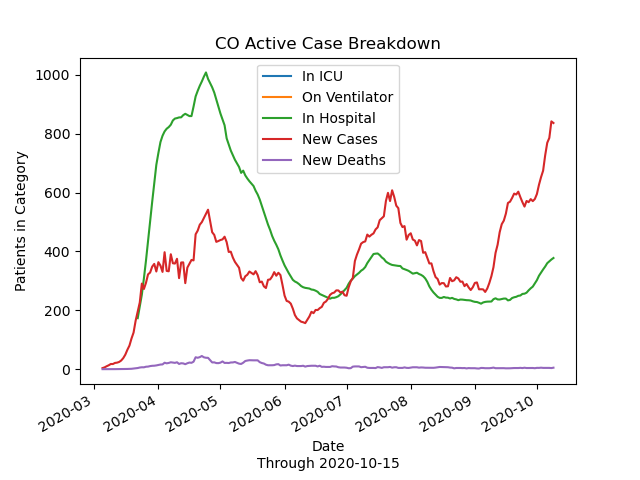 CO Active Case Breakdown
In ICU
On Ventilator
In Hospital
New Cases
New Deaths
Patients in Category
1000
800
600
400
200
0
2020-03
2020-04
2020-05
2020-06
2020-07
2020-08
2020-09
2020-10
Date
Through 2020-10-15